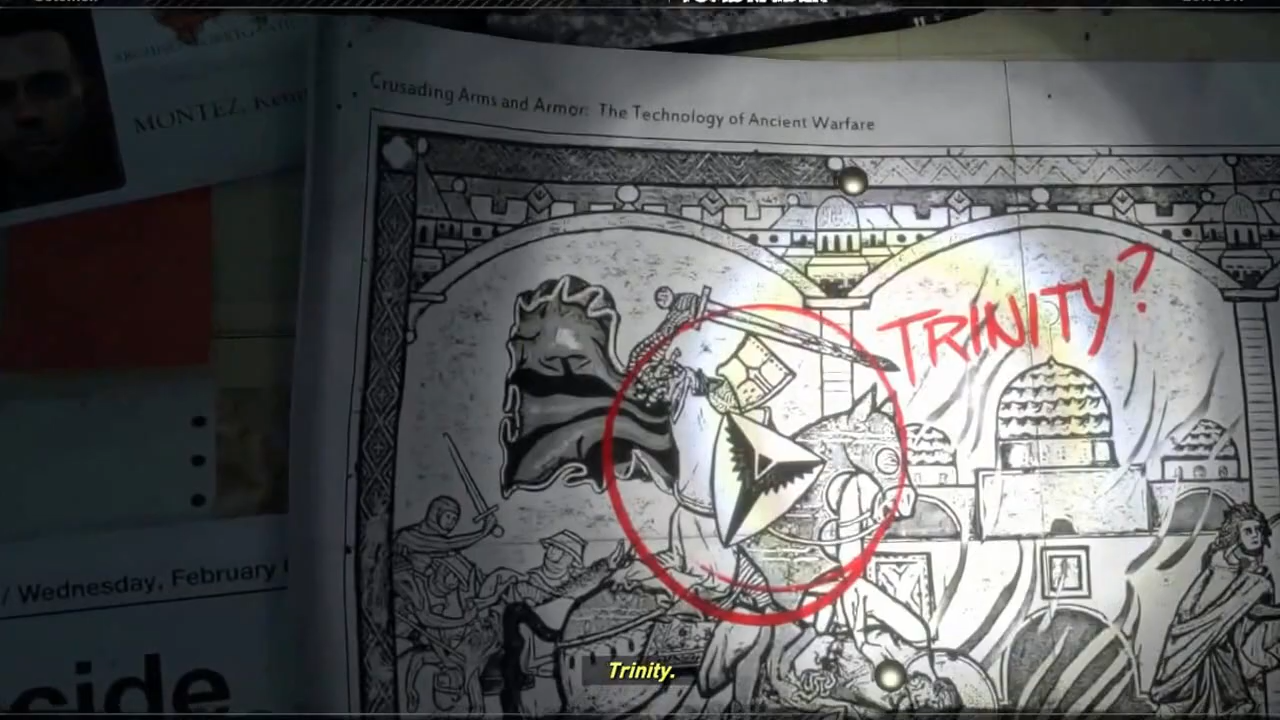 MONTEZ,
Crusading Arms and Armor: The Technology of Ancient Warfare
TRINITY?
/ Wednesday, February
cide
Trinity.